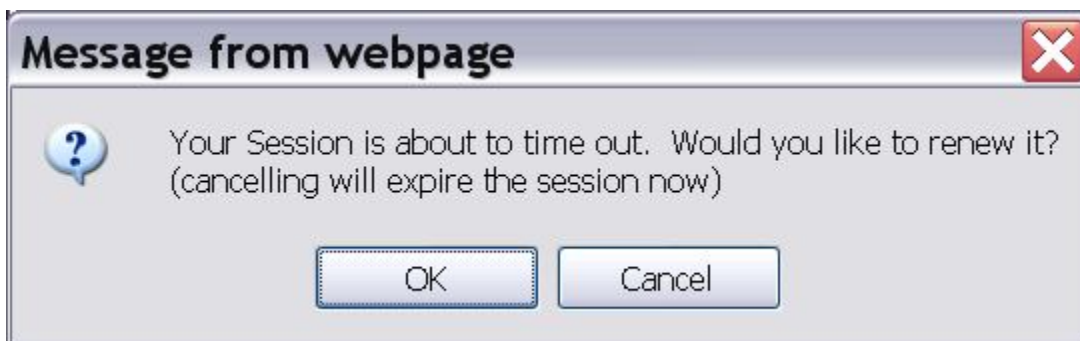 Message from webpage
Your Session is about to time out.  Would you like to renew it?
(cancelling will expire the session now)
OK
Cancel